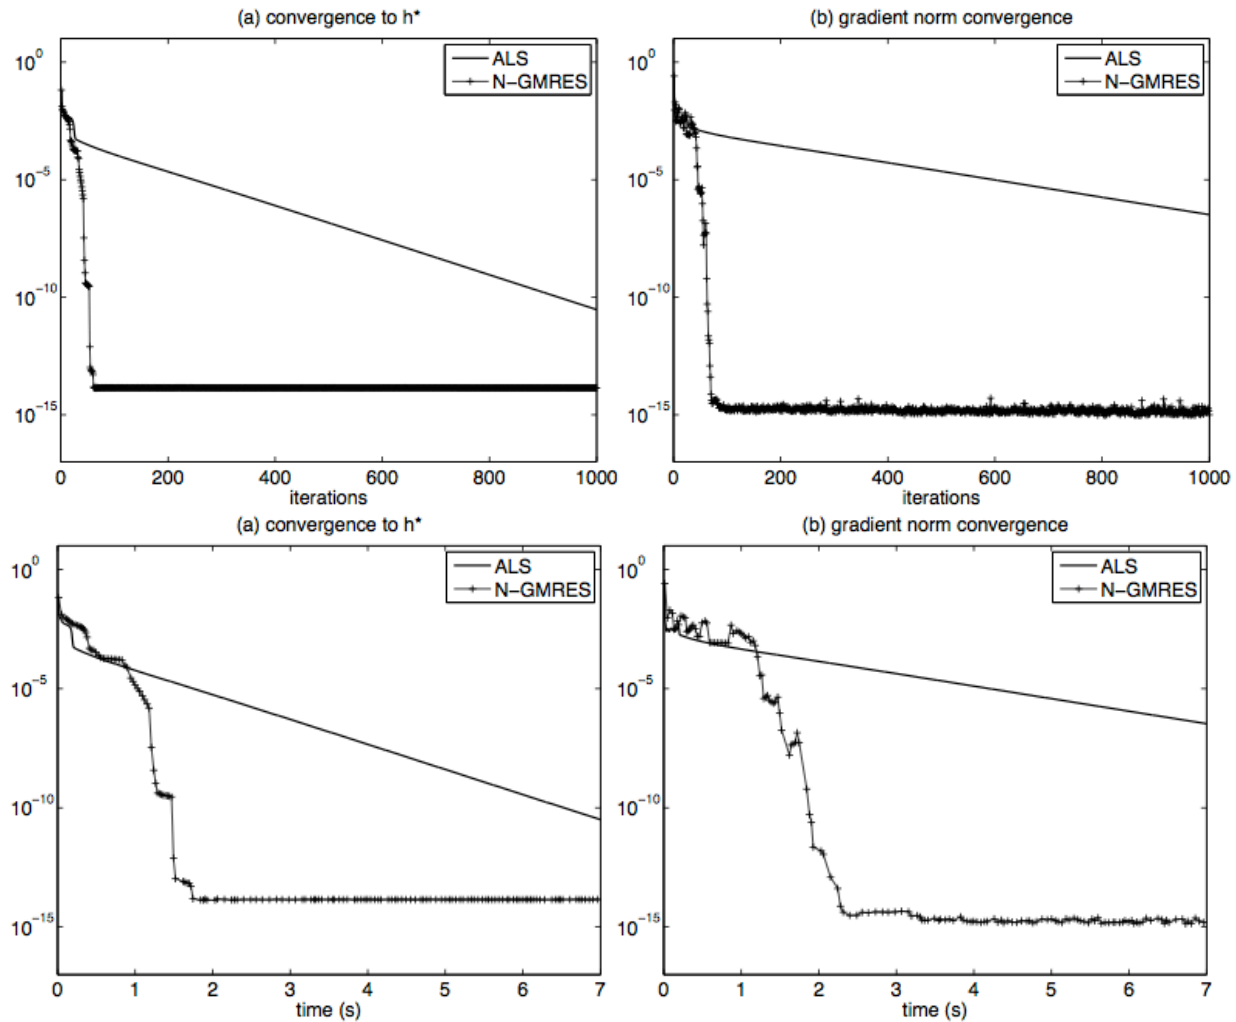 (a) convergence to h*
ALS
N-GMRES
10^0
10^-5
10^-10
10^-15
0 200 400 600 800 1000
iterations
(b) gradient norm convergence
ALS
N-GMRES
10^0
10^-5
10^-10
10^-15
0 200 400 600 800 1000
iterations
(a) convergence to h*
ALS
N-GMRES
10^0
10^-5
10^-10
10^-15
0 1 2 3 4 5 6 7
time (s)
(b) gradient norm convergence
ALS
N-GMRES
10^0
10^-5
10^-10
10^-15
0 1 2 3 4 5 6 7
time (s)